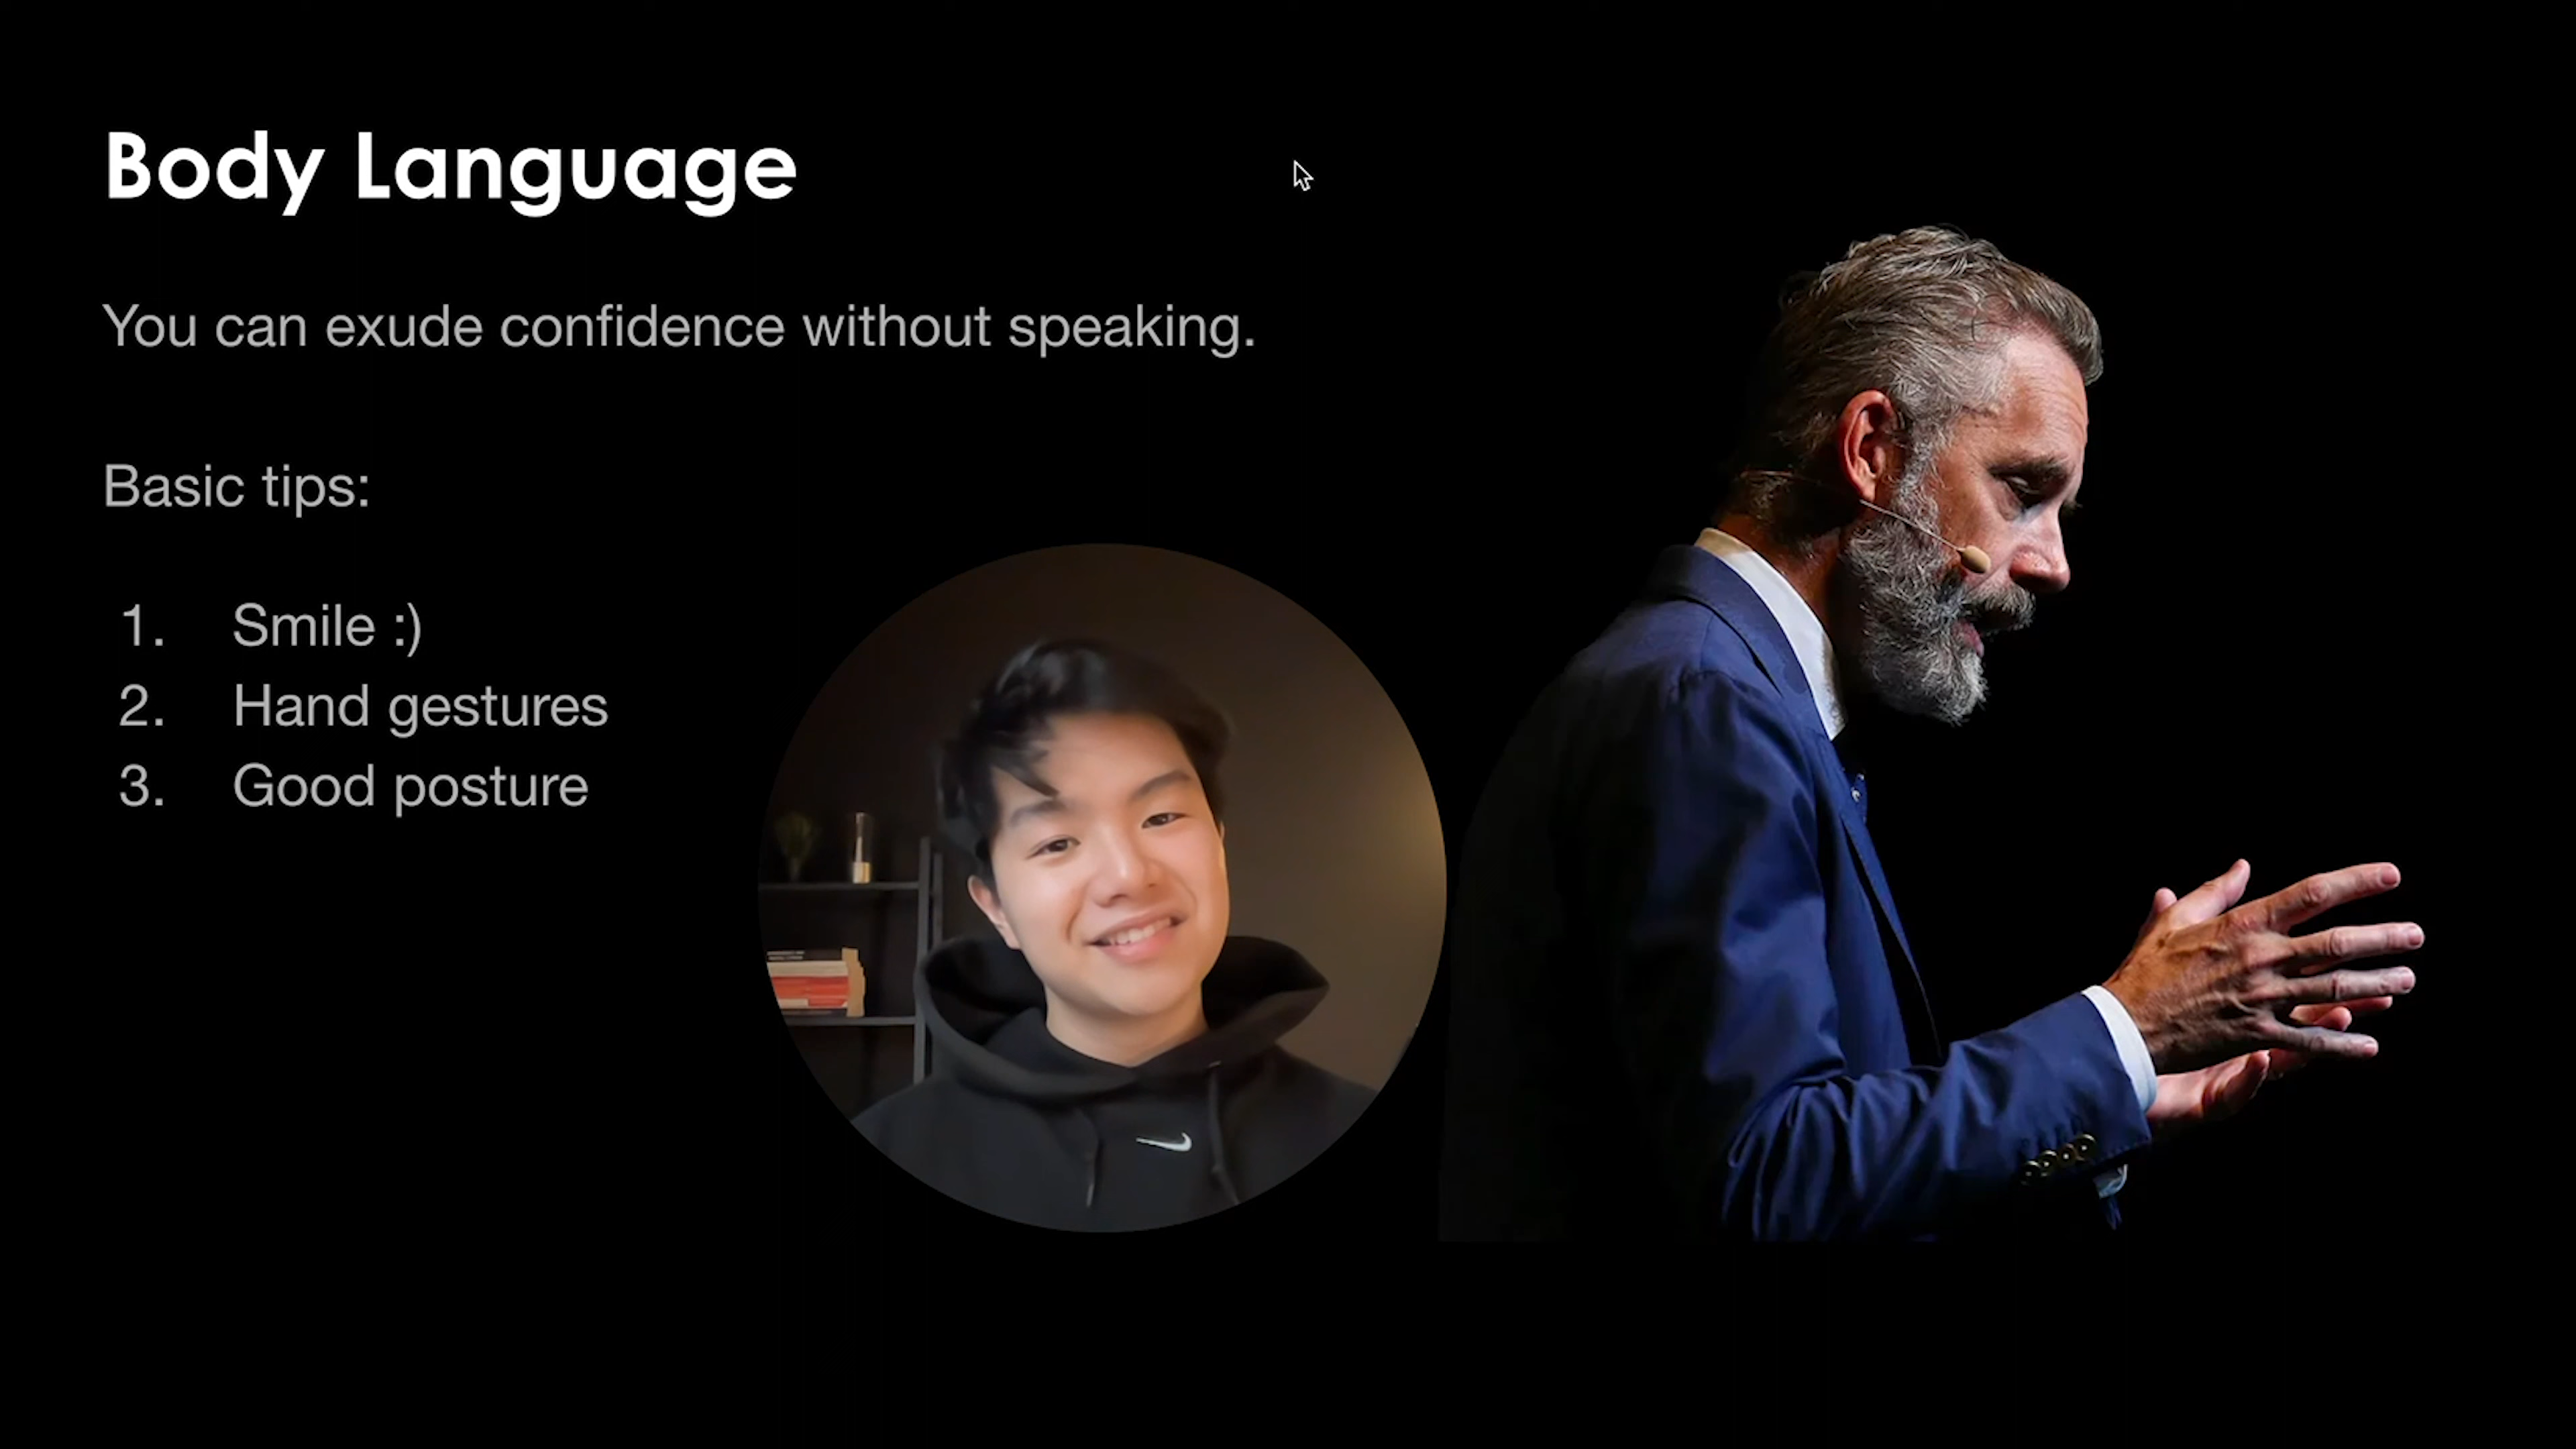 Body Language
You can exude confidence without speaking.
Basic tips:
1. Smile :)
2. Hand gestures
3. Good posture